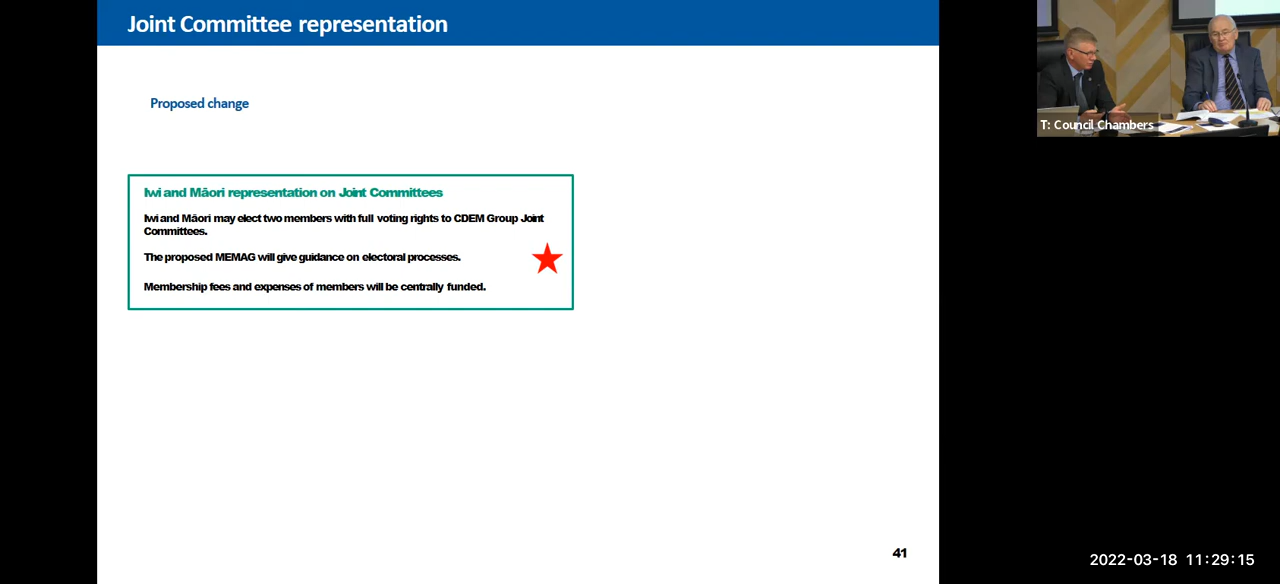 Joint Committee representation
Proposed change
Iwi and Māori representation on Joint Committees
Iwi and Māori may elect two members with full voting rights to CDEM Group Joint
Committees.
The proposed MEMAG will give guidance on electoral processes.
Membership fees and expenses of members will be centrally funded.
41
T: Council Chambers
2022-03-18 11:29:15